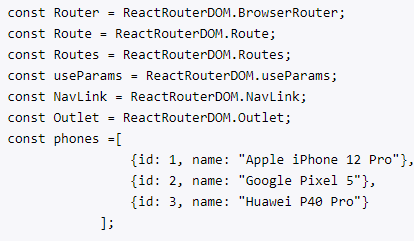 const Router = ReactRouterDOM.BrowserRouter;
const Route = ReactRouterDOM.Route;
const Routes = ReactRouterDOM.Routes;
const useParams = ReactRouterDOM.useParams;
const NavLink = ReactRouterDOM.NavLink;
const Outlet = ReactRouterDOM.Outlet;
const phones =[
{id: 1, name: "Apple iPhone 12 Pro"},
{id: 2, name: "Google Pixel 5"},
{id: 3, name: "Huawei P40 Pro"}
];